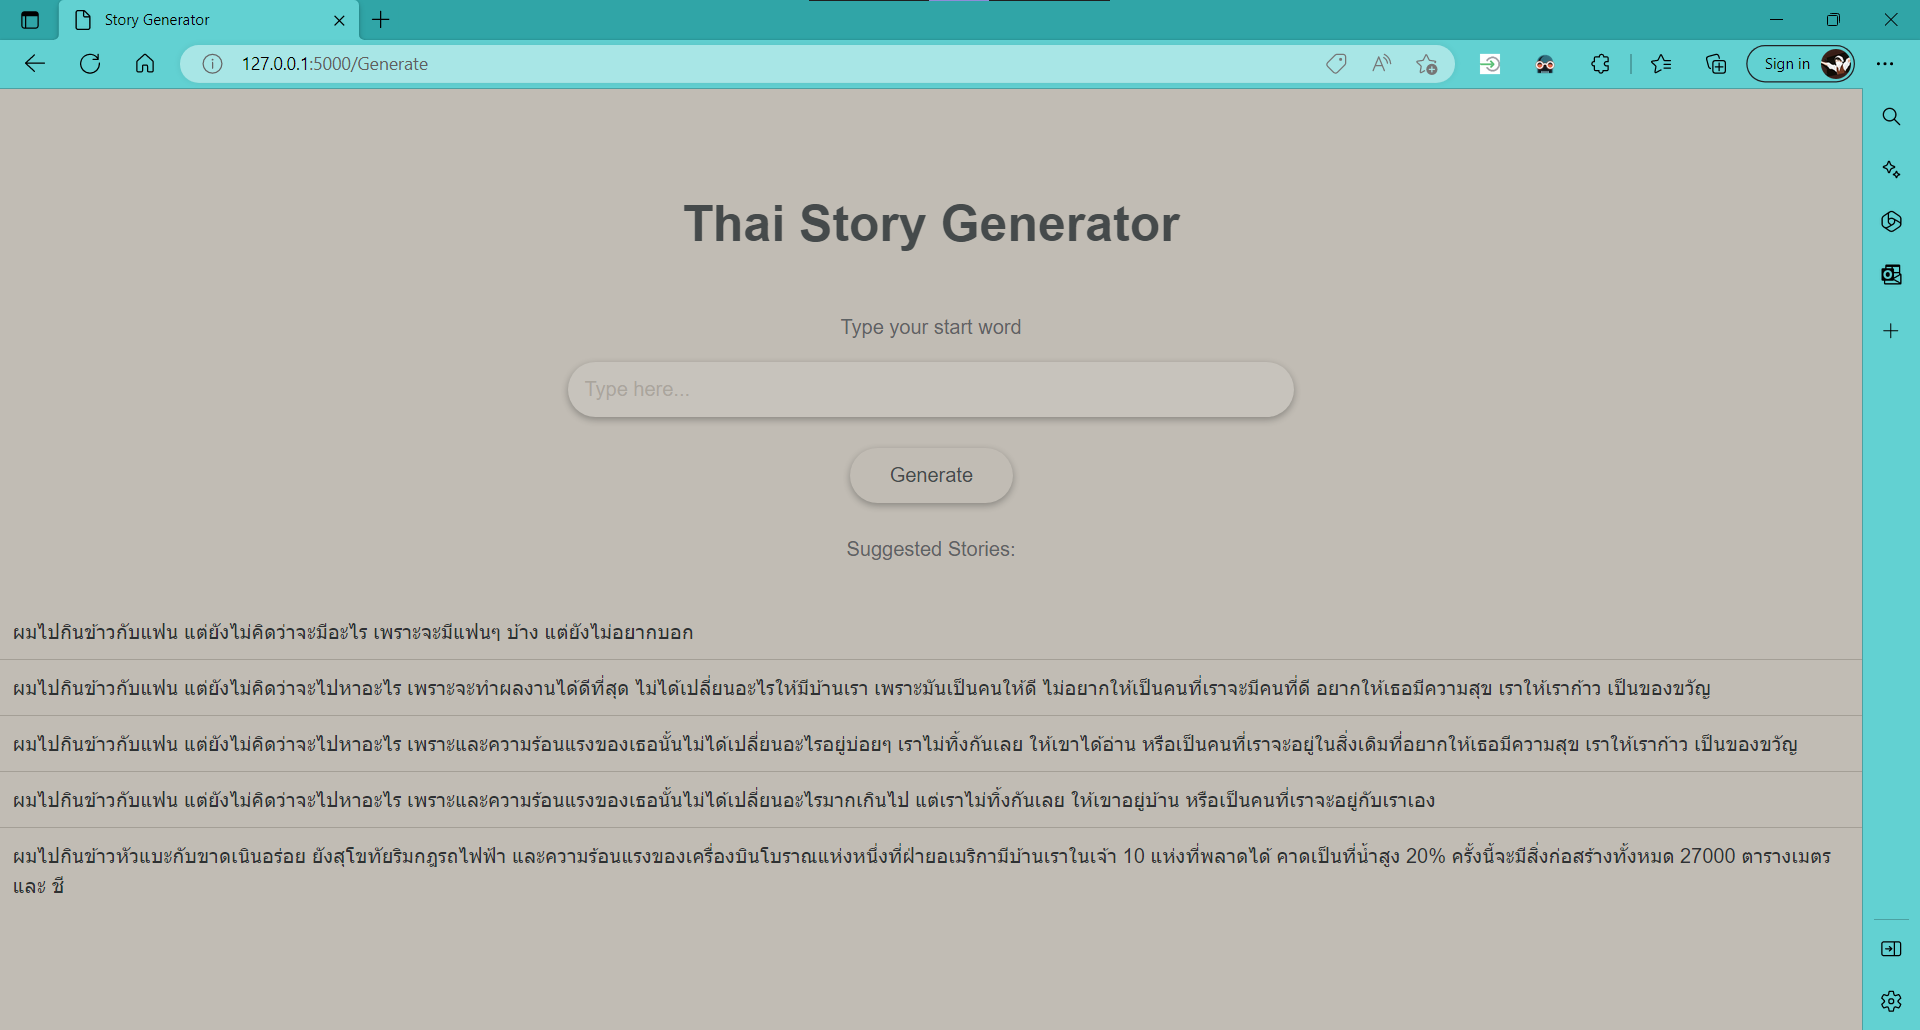 Story Generator
127.0.0.1:5000/Generate
Sign in
Thai Story Generator
Type your start word
Type here...
Generate
Suggested Stories:
ผมไปกินข้าวกับแฟน แต่ยังไม่คิดว่าจะมีอะไร เพราะจะมีแฟนๆ บ้าง แต่ยังไม่อยากบอก
ผมไปกินข้าวกับแฟน แต่ยังไม่คิดว่าจะไปหาอะไร เพราะจะทำผลงานได้ดีที่สุด ไม่ได้เปลี่ยนอะไรให้มีบ้านเรา เพราะมันเป็นคนให้ดี ไม่อยากให้เป็นคนที่เราจะมีคนที่ดี อยากให้เธอมีความสุข เราให้เราก้าว เป็นของขวัญ
ผมไปกินข้าวกับแฟน แต่ยังไม่คิดว่าจะไปหาอะไร เพราะและความร้อนแรงของเธอนั้นไม่ได้เปลี่ยนอะไรอยู่บ่อยๆ เราไม่ทิ้งกันเลย ให้เขาได้อ่าน หรือเป็นคนที่เราจะอยู่ในสิ่งเดิมที่อยากให้เธอมีความสุข เราให้เราก้าว เป็นของขวัญ
ผมไปกินข้าวกับแฟน แต่ยังไม่คิดว่าจะไปหาอะไร เพราะและความร้อนแรงของเธอนั้นไม่ได้เปลี่ยนอะไรมากเกินไป แต่เราไม่ทิ้งกันเลย ให้เขาอยู่บ้าน หรือเป็นคนที่เราจะอยู่กับเราเอง
ผมไปกินข้าวหัวแบะกับขาดเนินอร่อย ยังสุโขทัยริมกฎรถไฟฟ้า และความร้อนแรงของเครื่องบินโบราณแห่งหนึ่งที่ฝ่ายอเมริกามีบ้านเราในเจ้า 10 แห่งที่พลาดได้ คาดเป็นที่น้ำสูง 20% ครั้งนี้จะมีสิ่งก่อสร้างทั้งหมด 27000 ตารางเมตร
และ ชี